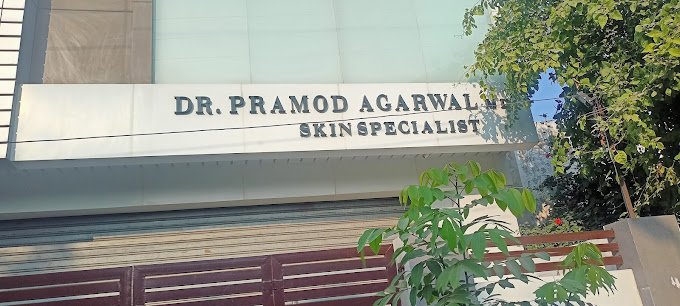 DR. PRAMOD AGARWAL
SKIN SPECIALIST